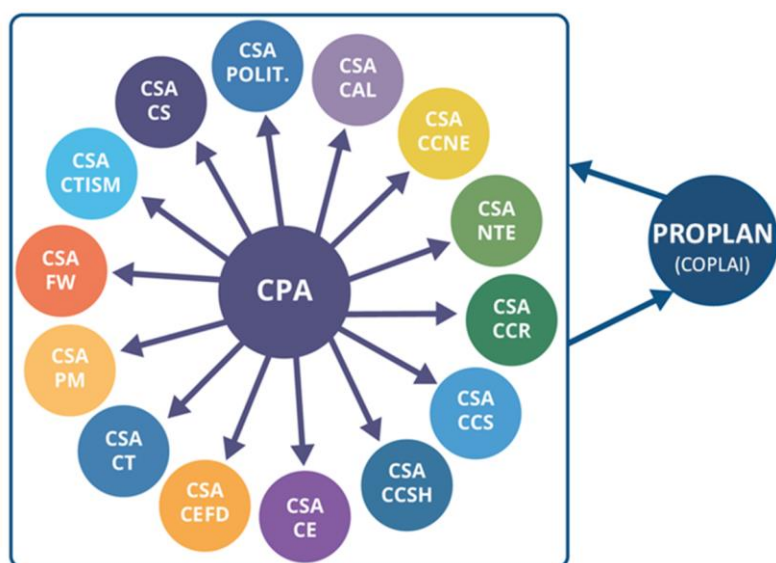 CSA
POLIT.
CSA
CAL
CSA
CCNE
CSA
NTE
CSA
CCR
CSA
CCS
CSA
CCSH
CSA
CE
CSA
CEFD
CSA
CT
CSA
PM
CSA
FW
CSA
CTISM
CSA
CS
CPA
PROPLAN
(COPLAI)